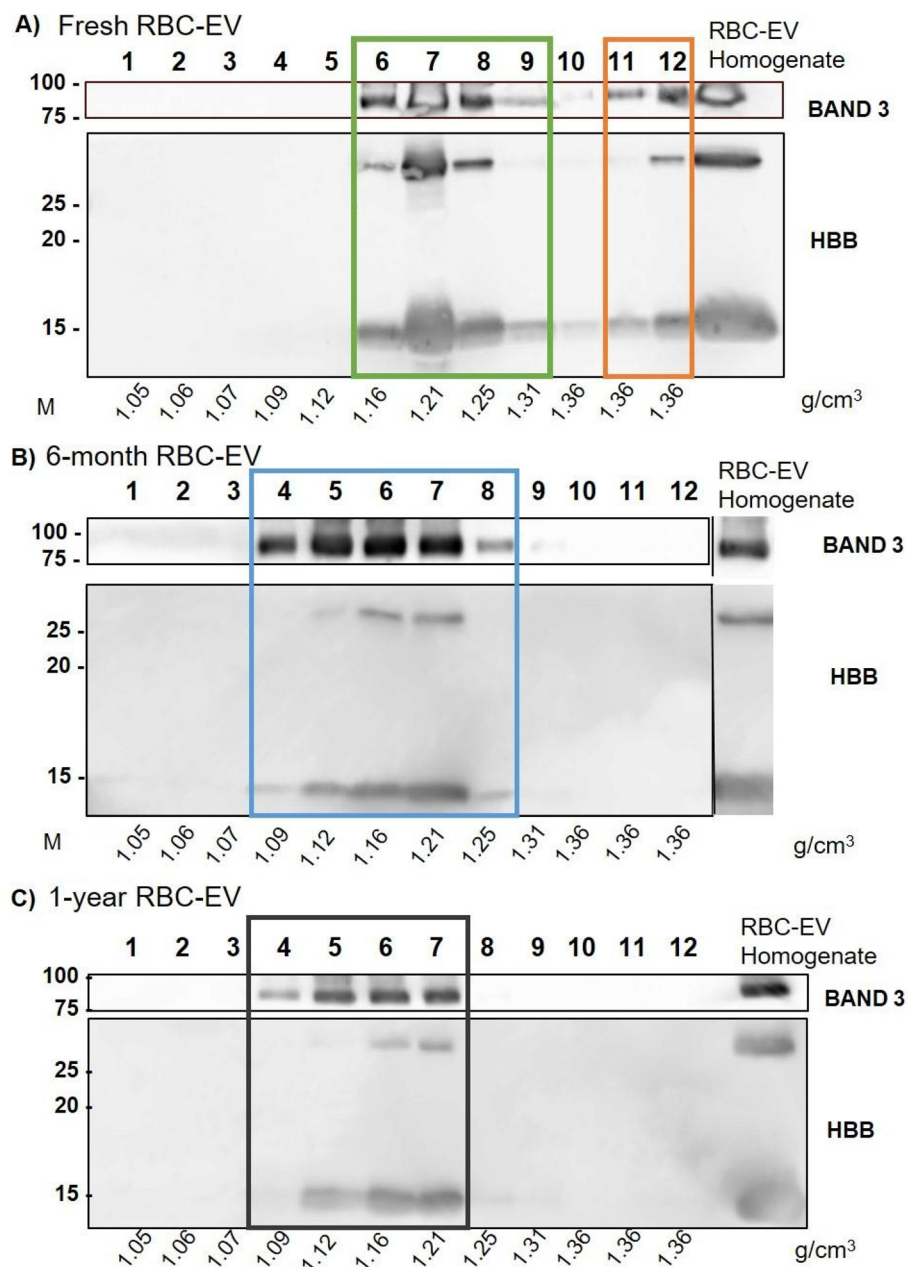 A) Fresh RBC-EV
1 2 3 4 5 6 7 8 9 10 11 12 RBC-EV Homogenate
100 -
75 -
BAND 3
25 -
20 -
15 -
HBB
M 1.05 1.06 1.07 1.09 1.12 1.16 1.21 1.25 1.31 1.36 1.36 1.36 g/cm³
B) 6-month RBC-EV
1 2 3 4 5 6 7 8 9 10 11 12 RBC-EV Homogenate
100 -
75 -
BAND 3
25 -
20 -
15 -
HBB
M 1.05 1.06 1.07 1.09 1.12 1.16 1.21 1.25 1.31 1.36 1.36 1.36 g/cm³
C) 1-year RBC-EV
1 2 3 4 5 6 7 8 9 10 11 12 RBC-EV Homogenate
100 -
75 -
BAND 3
25 -
20 -
15 -
HBB
1.05 1.06 1.07 1.09 1.12 1.16 1.21 1.25 1.31 1.36 1.36 1.36 g/cm³